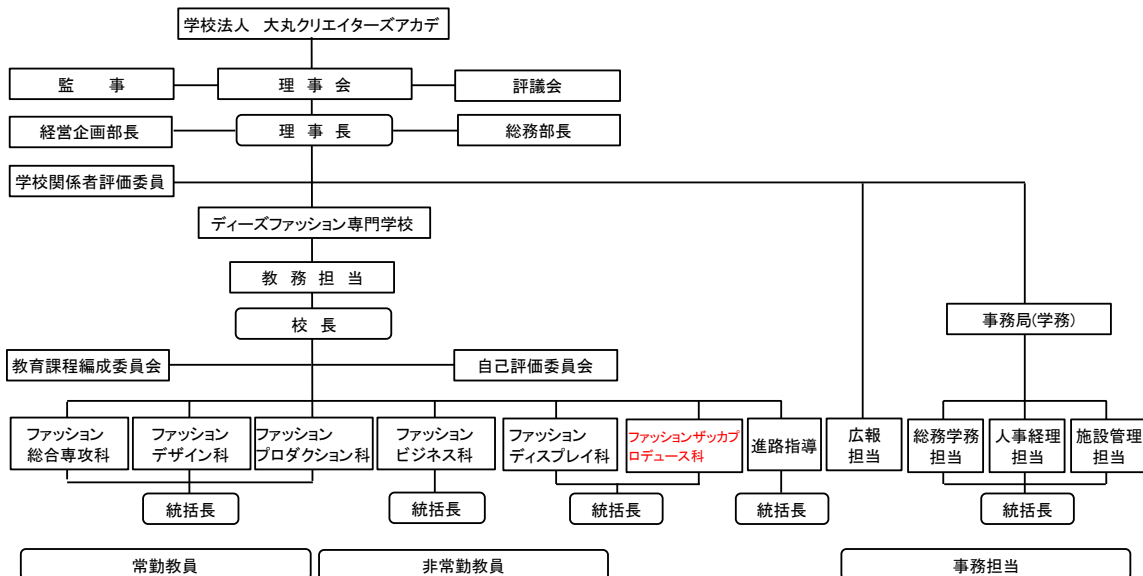 学校法人 大丸クリエイターズアカデ
監 事
理 事 会
評議会
経営企画部長
理 事 長
総務部長
学校関係者評価委員
ディーズファッション専門学校
教 務 担 当
校 長
事務局(学務)
教育課程編成委員会
自己評価委員会
ファッション
総合専攻科
ファッション
デザイン科
ファッション
プロダクション科
ファッション
ビジネス科
ファッション
ディスプレイ科
ファッションザッカプ
ロデュース科
進路指導
広報
担当
総務学務
担当
人事経理
担当
施設管理
担当
統括長
統括長
統括長
統括長
統括長
常勤教員
非常勤教員
事務担当